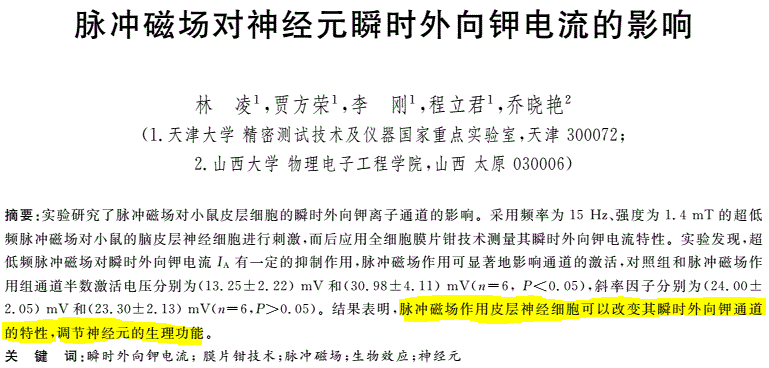 脉冲磁场对神经元瞬时外向钾电流的影响
林 凌¹,贾方荣¹,李 刚¹,程立君¹,乔晓艳²
(1.天津大学 精密测试技术及仪器国家重点实验室,天津 300072;
2.山西大学 物理电子工程学院,山西 太原 030006)
摘要:实验研究了脉冲磁场对小鼠皮层细胞的瞬时外向钾离子通道的影响。采用频率为 15 Hz、强度为 1.4 mT 的超低
频脉冲磁场对小鼠的脑皮层神经细胞进行刺激,而后应用全细胞膜片钳技术测量其瞬时外向钾电流特性。实验发现,超
低频脉冲磁场对瞬时外向钾电流 I_A 有一定的抑制作用,脉冲磁场作用可显著地影响通道的激活,对照组和脉冲磁场作
用组通道半数激活电压分别为(13.25±2.22) mV 和(30.98±4.11) mV(n=6, P<0.05),斜率因子分别为(24.00±
2.05) mV 和(23.30±2.13) mV(n=6,P>0.05)。结果表明,脉冲磁场作用皮层神经细胞可以改变其瞬时外向钾通道
的特性,调节神经元的生理功能。
关 键 词:瞬时外向钾电流; 膜片钳技术;脉冲磁场;生物效应;神经元